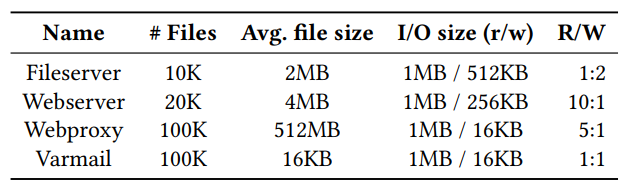 Name # Files Avg. file size I/O size (r/w) R/W
Fileserver 10K 2MB 1MB / 512KB 1:2
Webserver 20K 4MB 1MB / 256KB 10:1
Webproxy 100K 512MB 1MB / 16KB 5:1
Varmail 100K 16KB 1MB / 16KB 1:1